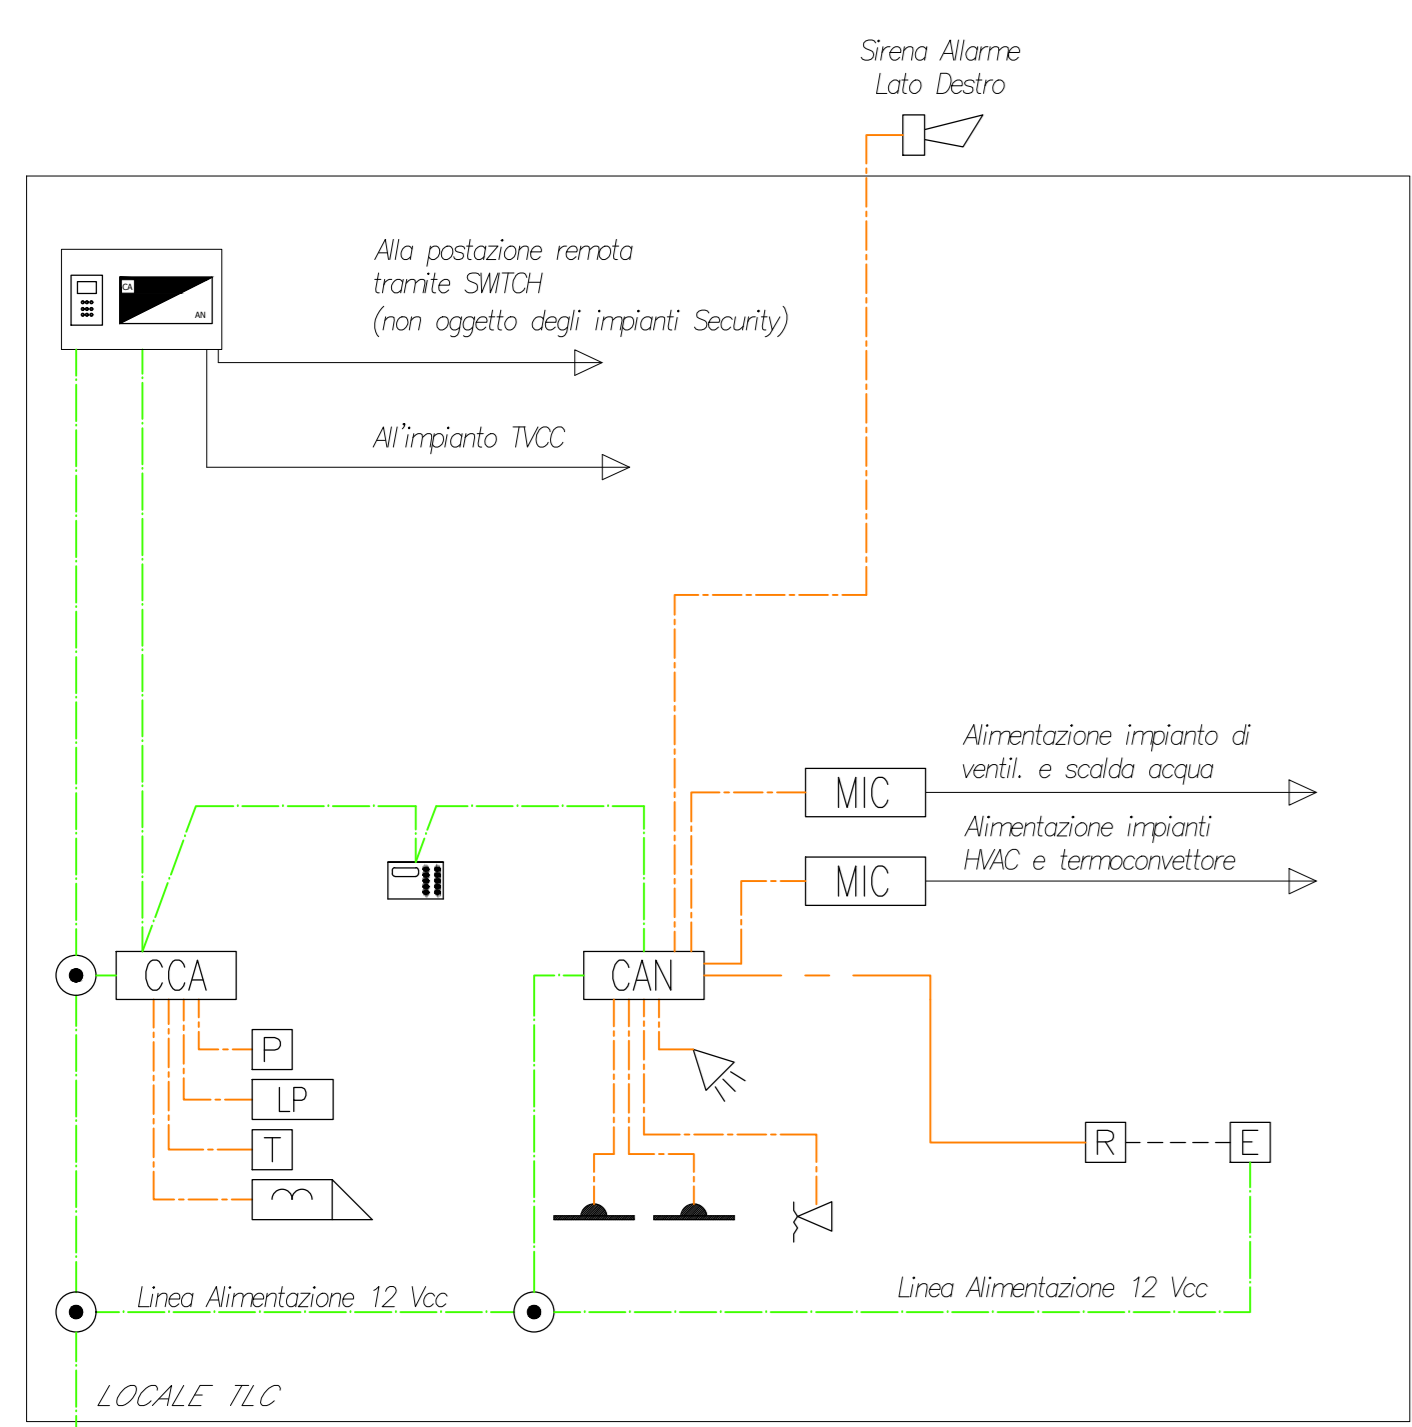 Sirena Allarme
Lato Destro
Alla postazione remota
tramite SWITCH
(non oggetto degli impianti Security)
CA
AN
All'impianto TVCC
Alimentazione impianto di
ventil. e scalda acqua
MIC
Alimentazione impianti
HVAC e termoconvettore
MIC
CCA
CAN
P
LP
T
R
E
Linea Alimentazione 12 Vcc
Linea Alimentazione 12 Vcc
LOCALE TLC